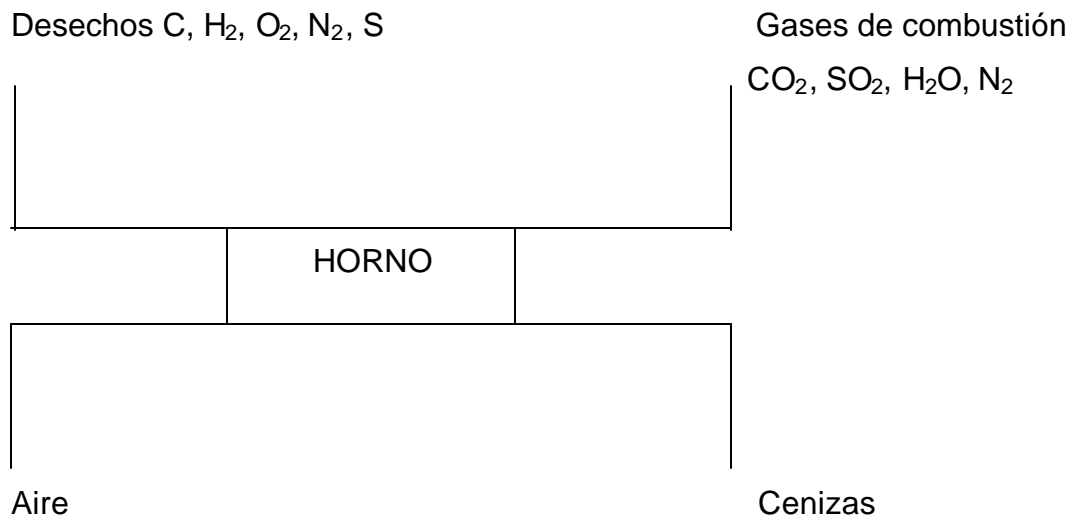 Desechos C, H₂, O₂, N₂, S
Gases de combustión
CO₂, SO₂, H₂O, N₂
HORNO
Aire
Cenizas